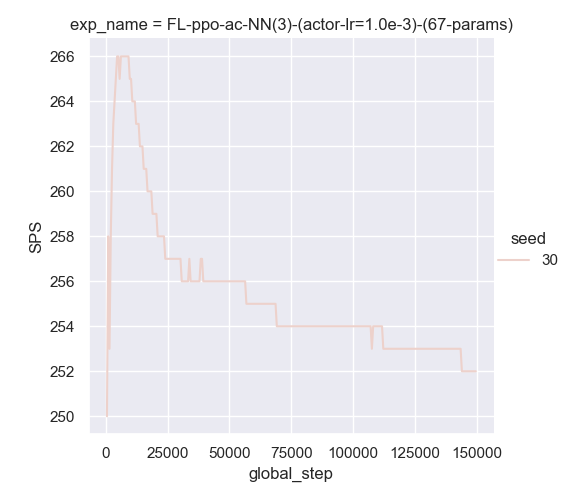 exp_name = FL-ppo-ac-NN(3)-(actor-lr=1.0e-3)-(67-params)
266
264
262
260
258
256
254
252
250
SPS
0 25000 50000 75000 100000 125000 150000
global_step
seed
30